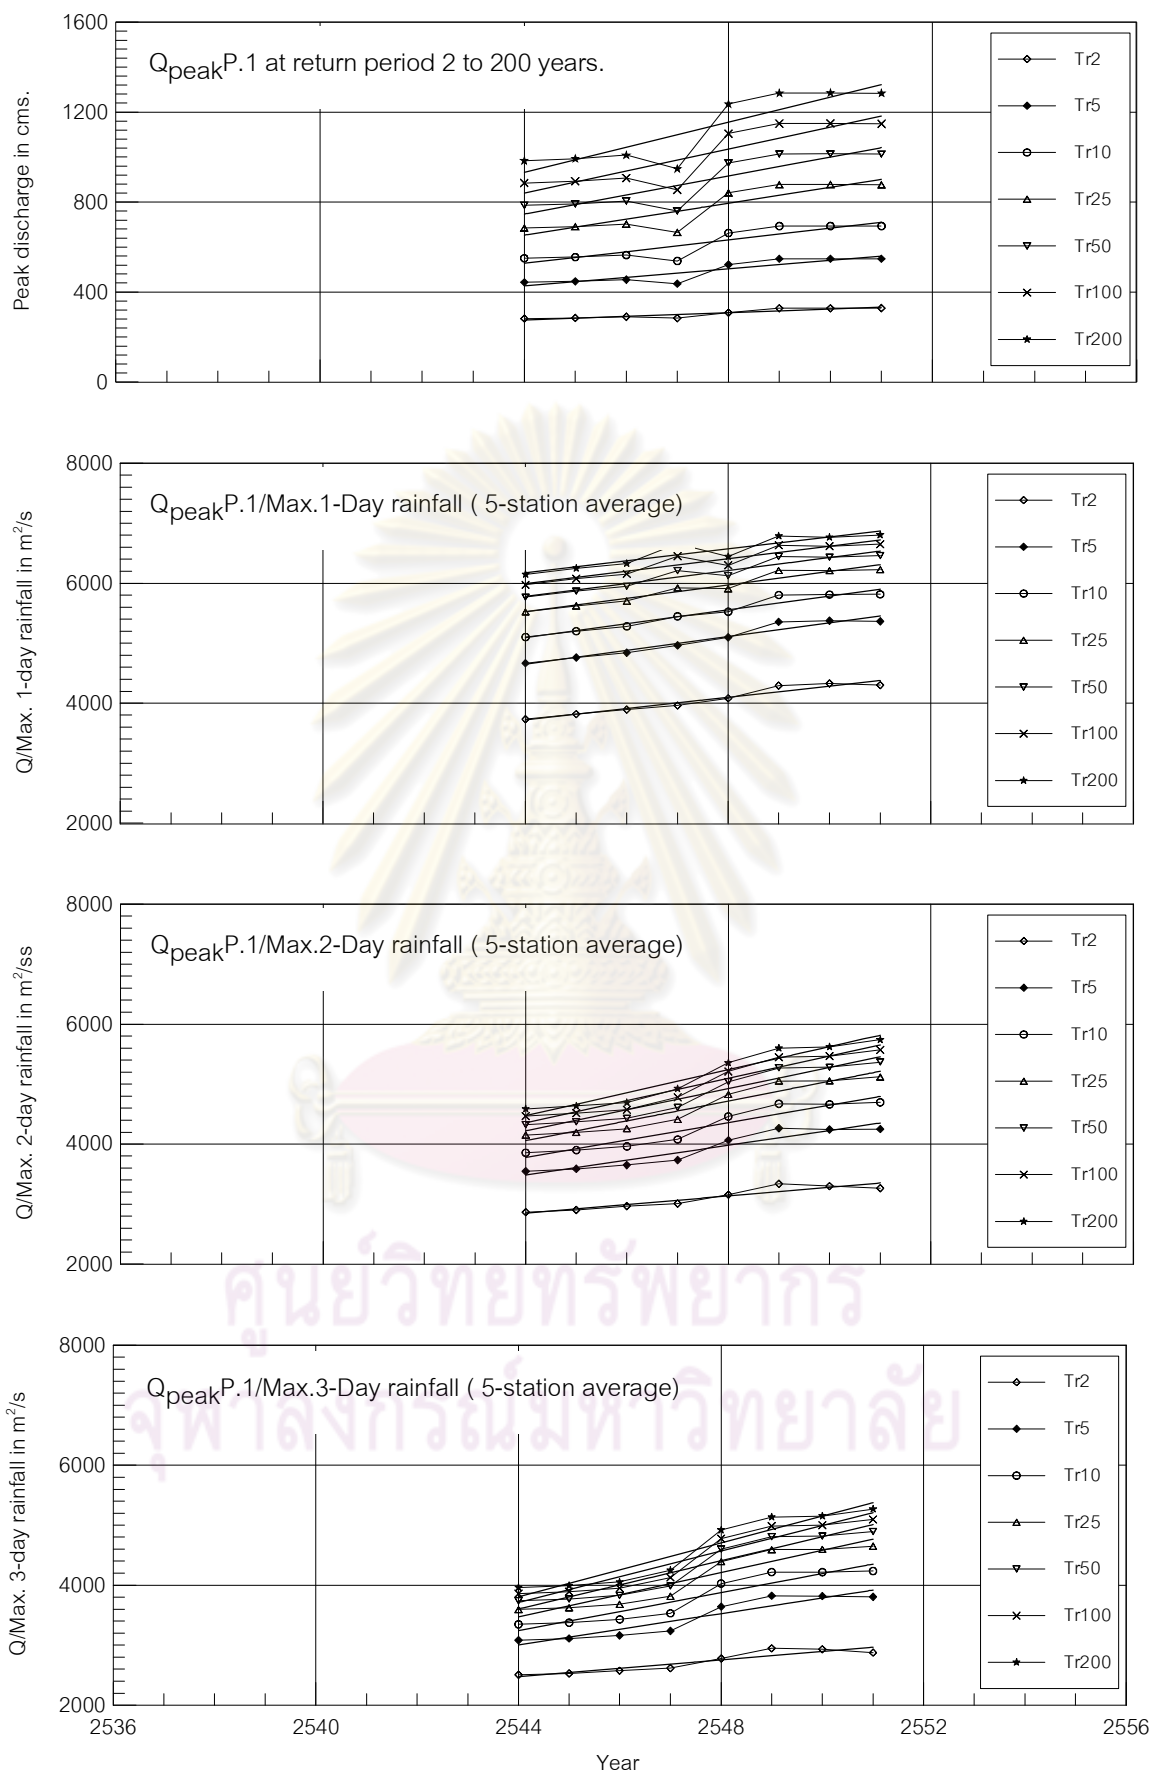 1600
1200
800
400
0
Peak discharge in cms.
QpeakP.1 at return period 2 to 200 years.
Tr2
Tr5
Tr10
Tr25
Tr50
Tr100
Tr200
8000
6000
4000
2000
Q/Max. 1-day rainfall in m²/s
QpeakP.1/Max.1-Day rainfall ( 5-station average)
Tr2
Tr5
Tr10
Tr25
Tr50
Tr100
Tr200
8000
6000
4000
2000
Q/Max. 2-day rainfall in m²/ss
QpeakP.1/Max.2-Day rainfall ( 5-station average)
Tr2
Tr5
Tr10
Tr25
Tr50
Tr100
Tr200
ศูนย์วิทยทรัพยากร
จุฬาลงกรณ์มหาวิทยาลัย
8000
6000
4000
2000
Q/Max. 3-day rainfall in m²/s
QpeakP.1/Max.3-Day rainfall ( 5-station average)
Tr2
Tr5
Tr10
Tr25
Tr50
Tr100
Tr200
2536 2540 2544 2548 2552 2556
Year